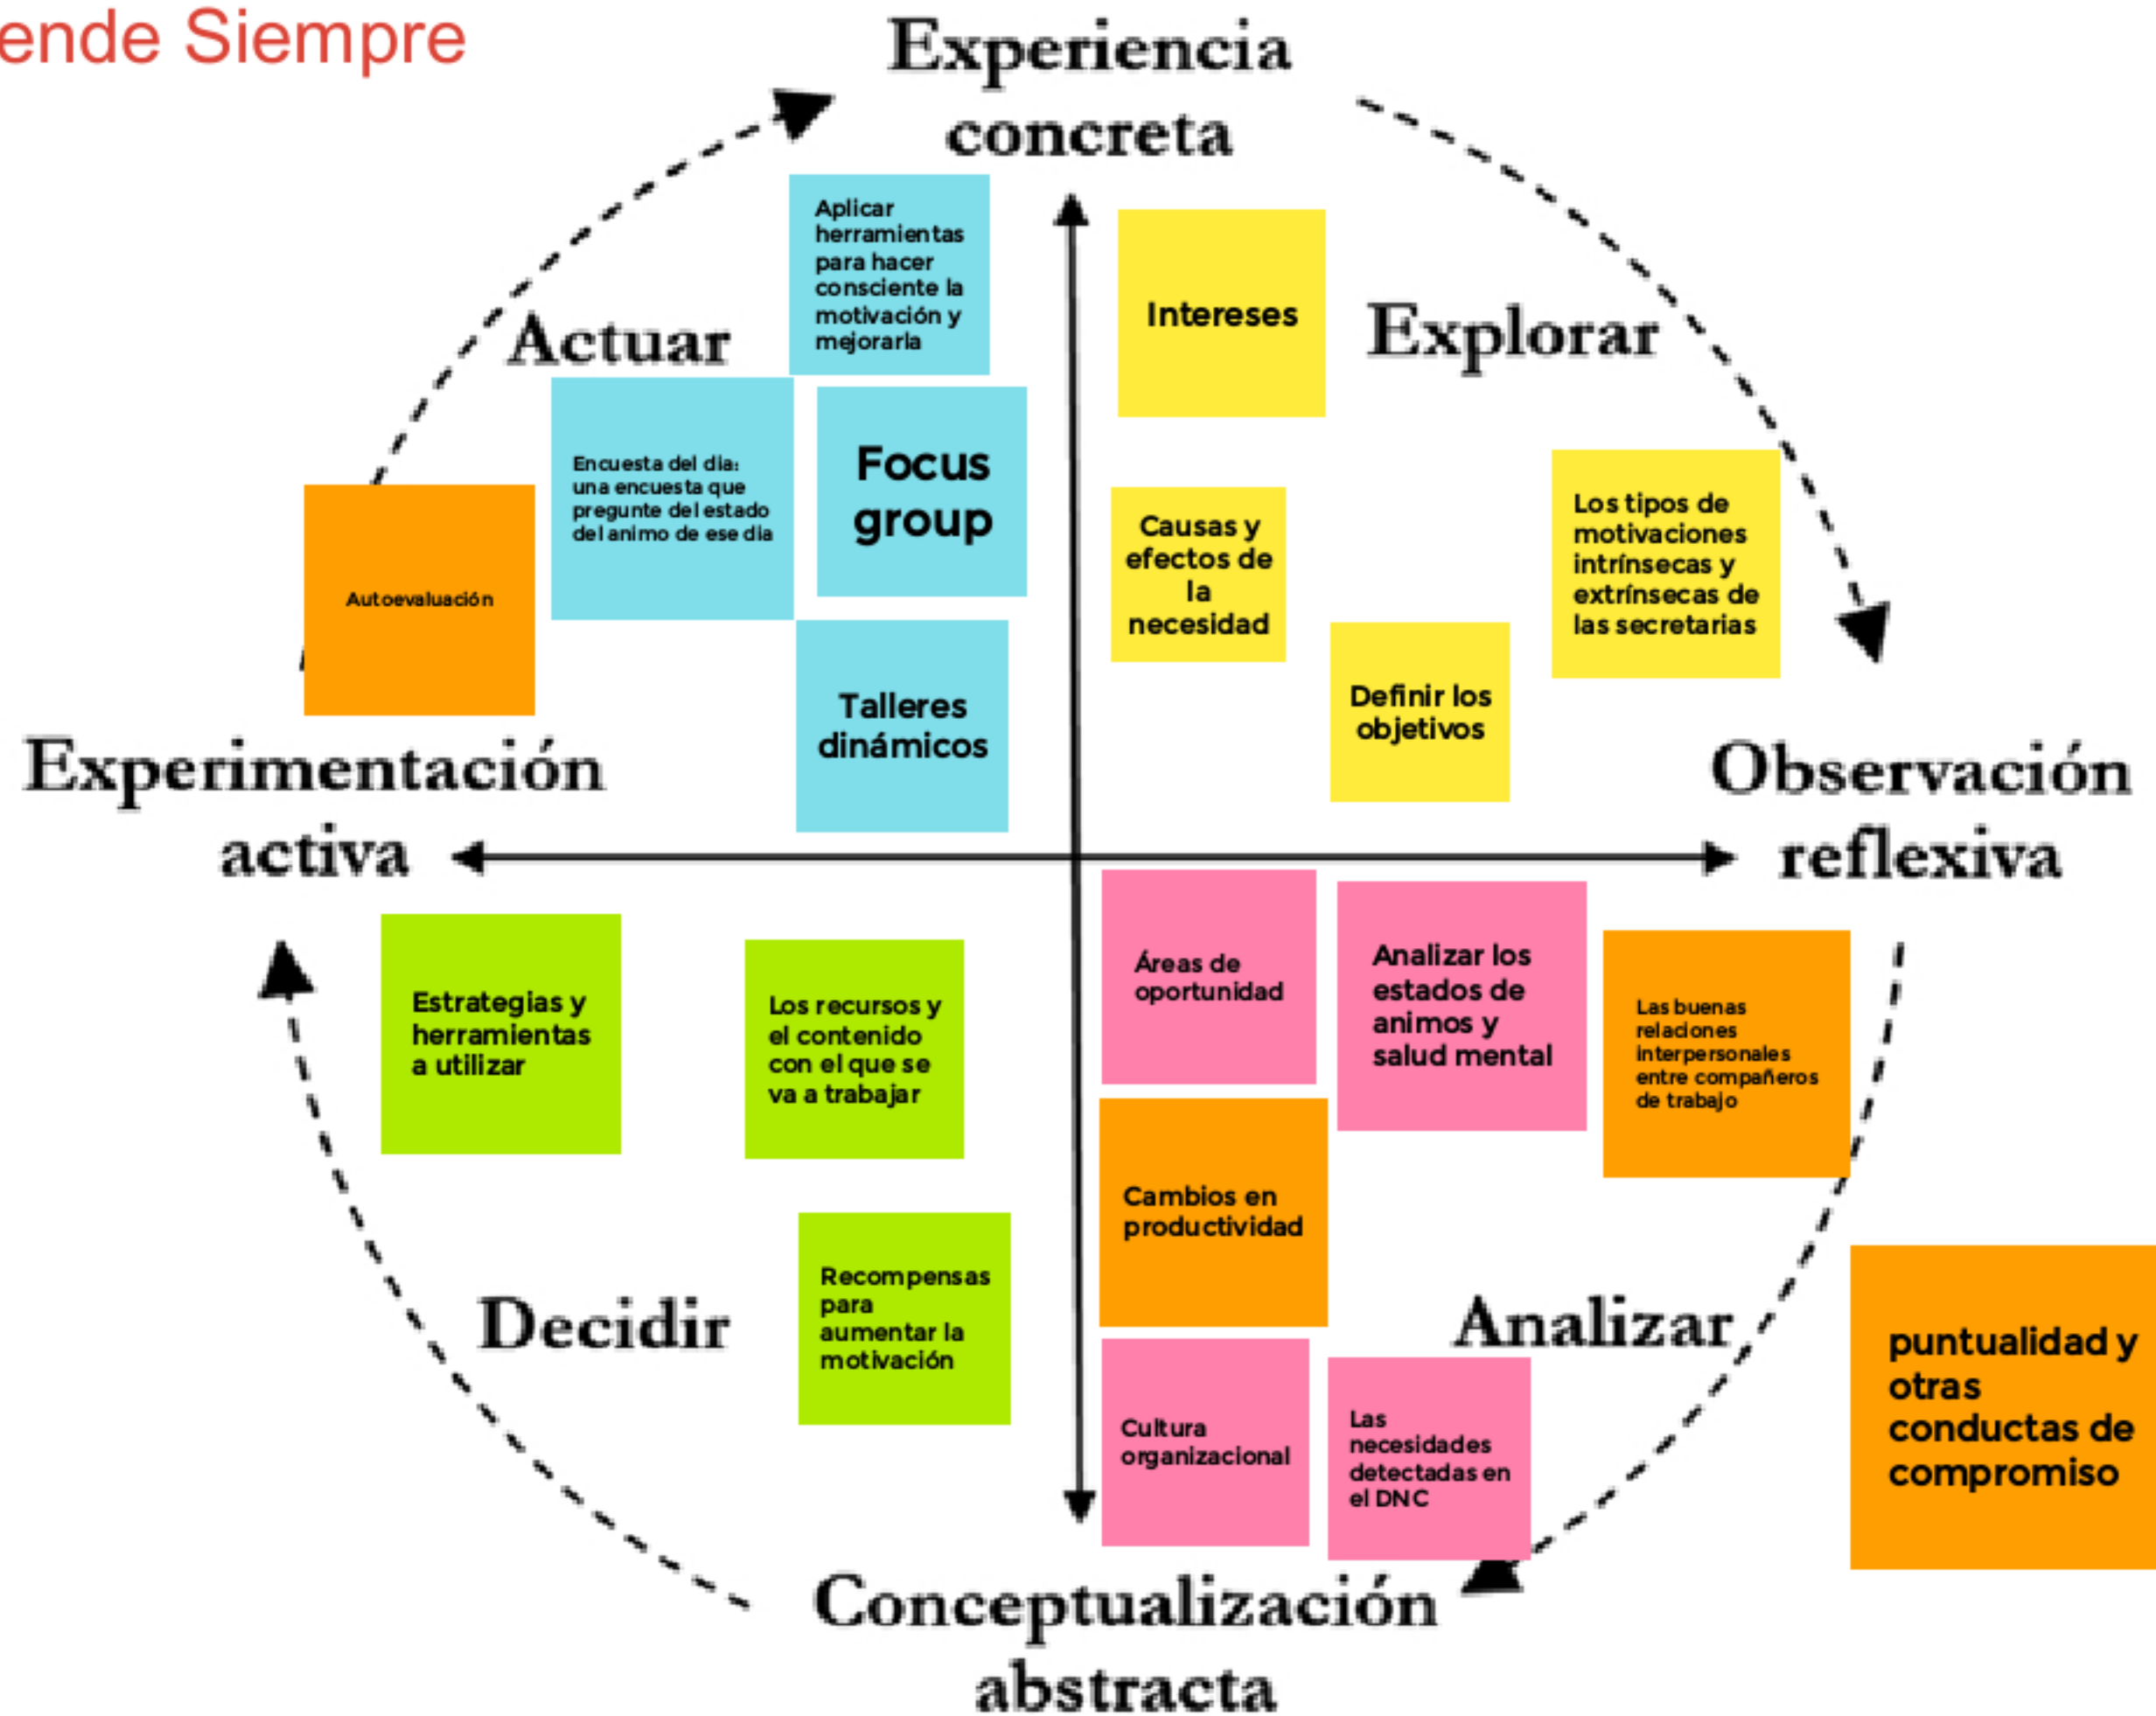 ende Siempre
Experiencia
concreta
Aplicar
herramientas
para hacer
consciente la
motivación y
mejorarla
Intereses
Actuar
Explorar
Encuesta del dia:
una encuesta que
pregunte del estado
del animo de ese dia
Focus
group
Autoevaluación
Causas y
efectos de
la
necesidad
Los tipos de
motivaciones
intrínsecas y
extrínsecas de
las secretarias
Talleres
dinámicos
Definir los
objetivos
Experimentación
activa
Observación
reflexiva
Estrategias y
herramientas
a utilizar
Los recursos y
el contenido
con el que se
va a trabajar
Áreas de
oportunidad
Analizar los
estados de
animos y
salud mental
Las buenas
relaciones
interpersonales
entre compañeros
de trabajo
Cambios en
productividad
Decidir
Recompensas
para
aumentar la
motivación
Analizar
puntualidad y
otras
conductas de
compromiso
Cultura
organizacional
Las
necesidades
detectadas en
el DNC
Conceptualización
abstracta